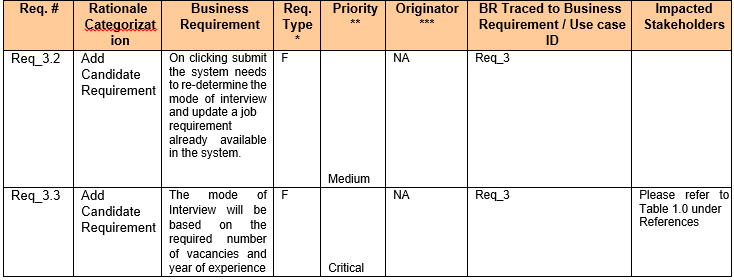 Req. # Rationale Business Req. Priority Originator BR Traced to Business Impacted
Categorizat Requirement Type ** *** Requirement / Use case Stakeholders
ion * ID
Req_3.2 Add On clicking submit F NA Req_3
Candidate the system needs
Requirement to re-determine the
mode of interview
and update a job
requirement
already available
in the system.
Medium
Req_3.3 Add The mode of F NA Req_3 Please refer to
Candidate Interview will be Table 1.0 under
Requirement based on the References
required number
of vacancies and
year of experience Critical